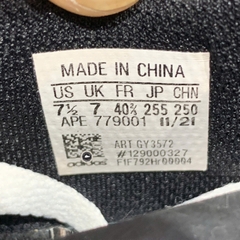 MADE IN CHINA
US UK FR JP CHN
7½ 7 40⅔ 255 250
APE 779001 11/21
ART GY3572
#129000327
F1F792Hr00004
adidas